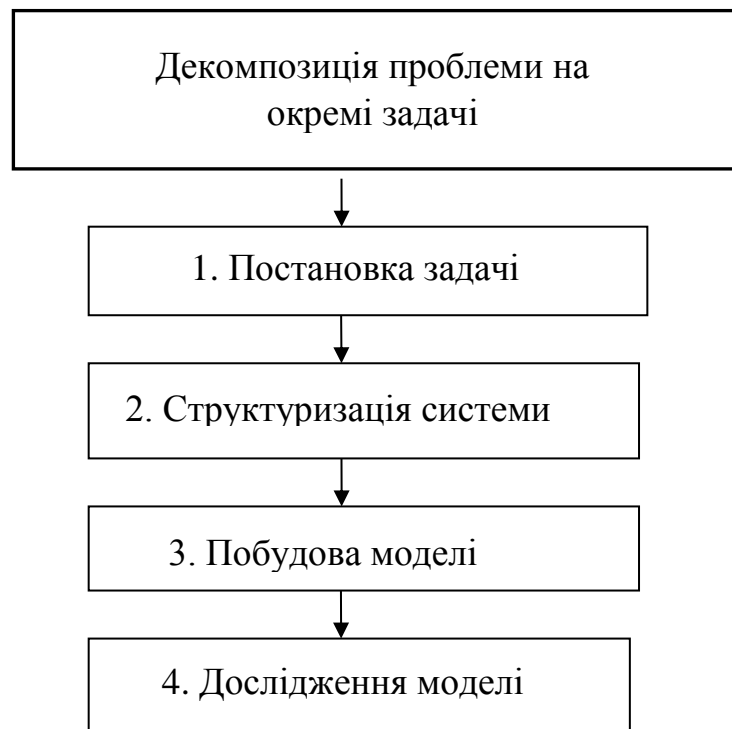 Декомпозиція проблеми на
окремі задачі
1. Постановка задачі
2. Структуризація системи
3. Побудова моделі
4. Дослідження моделі